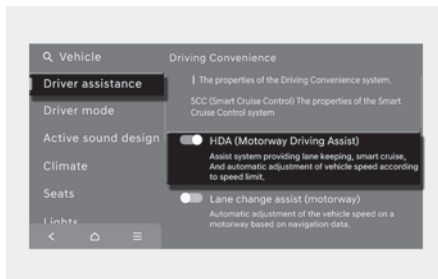 Vehicle
Driving Convenience
Driver assistance
The properties of the Driving Convenience system,
Driver mode
SCC (Smart Cruise Control) The properties of the Smart
Cruise Control system
Active sound design
HDA (Motorway Driving Assist)
Assist system providing lane keeping, smart cruise,
And automatic adjustment of vehicle speed according
to speed limit,
Climate
Seats
Lane change assist (motorway)
Automatic adjustment of the vehicle speed on a
motorway based on navigation data,
Lights